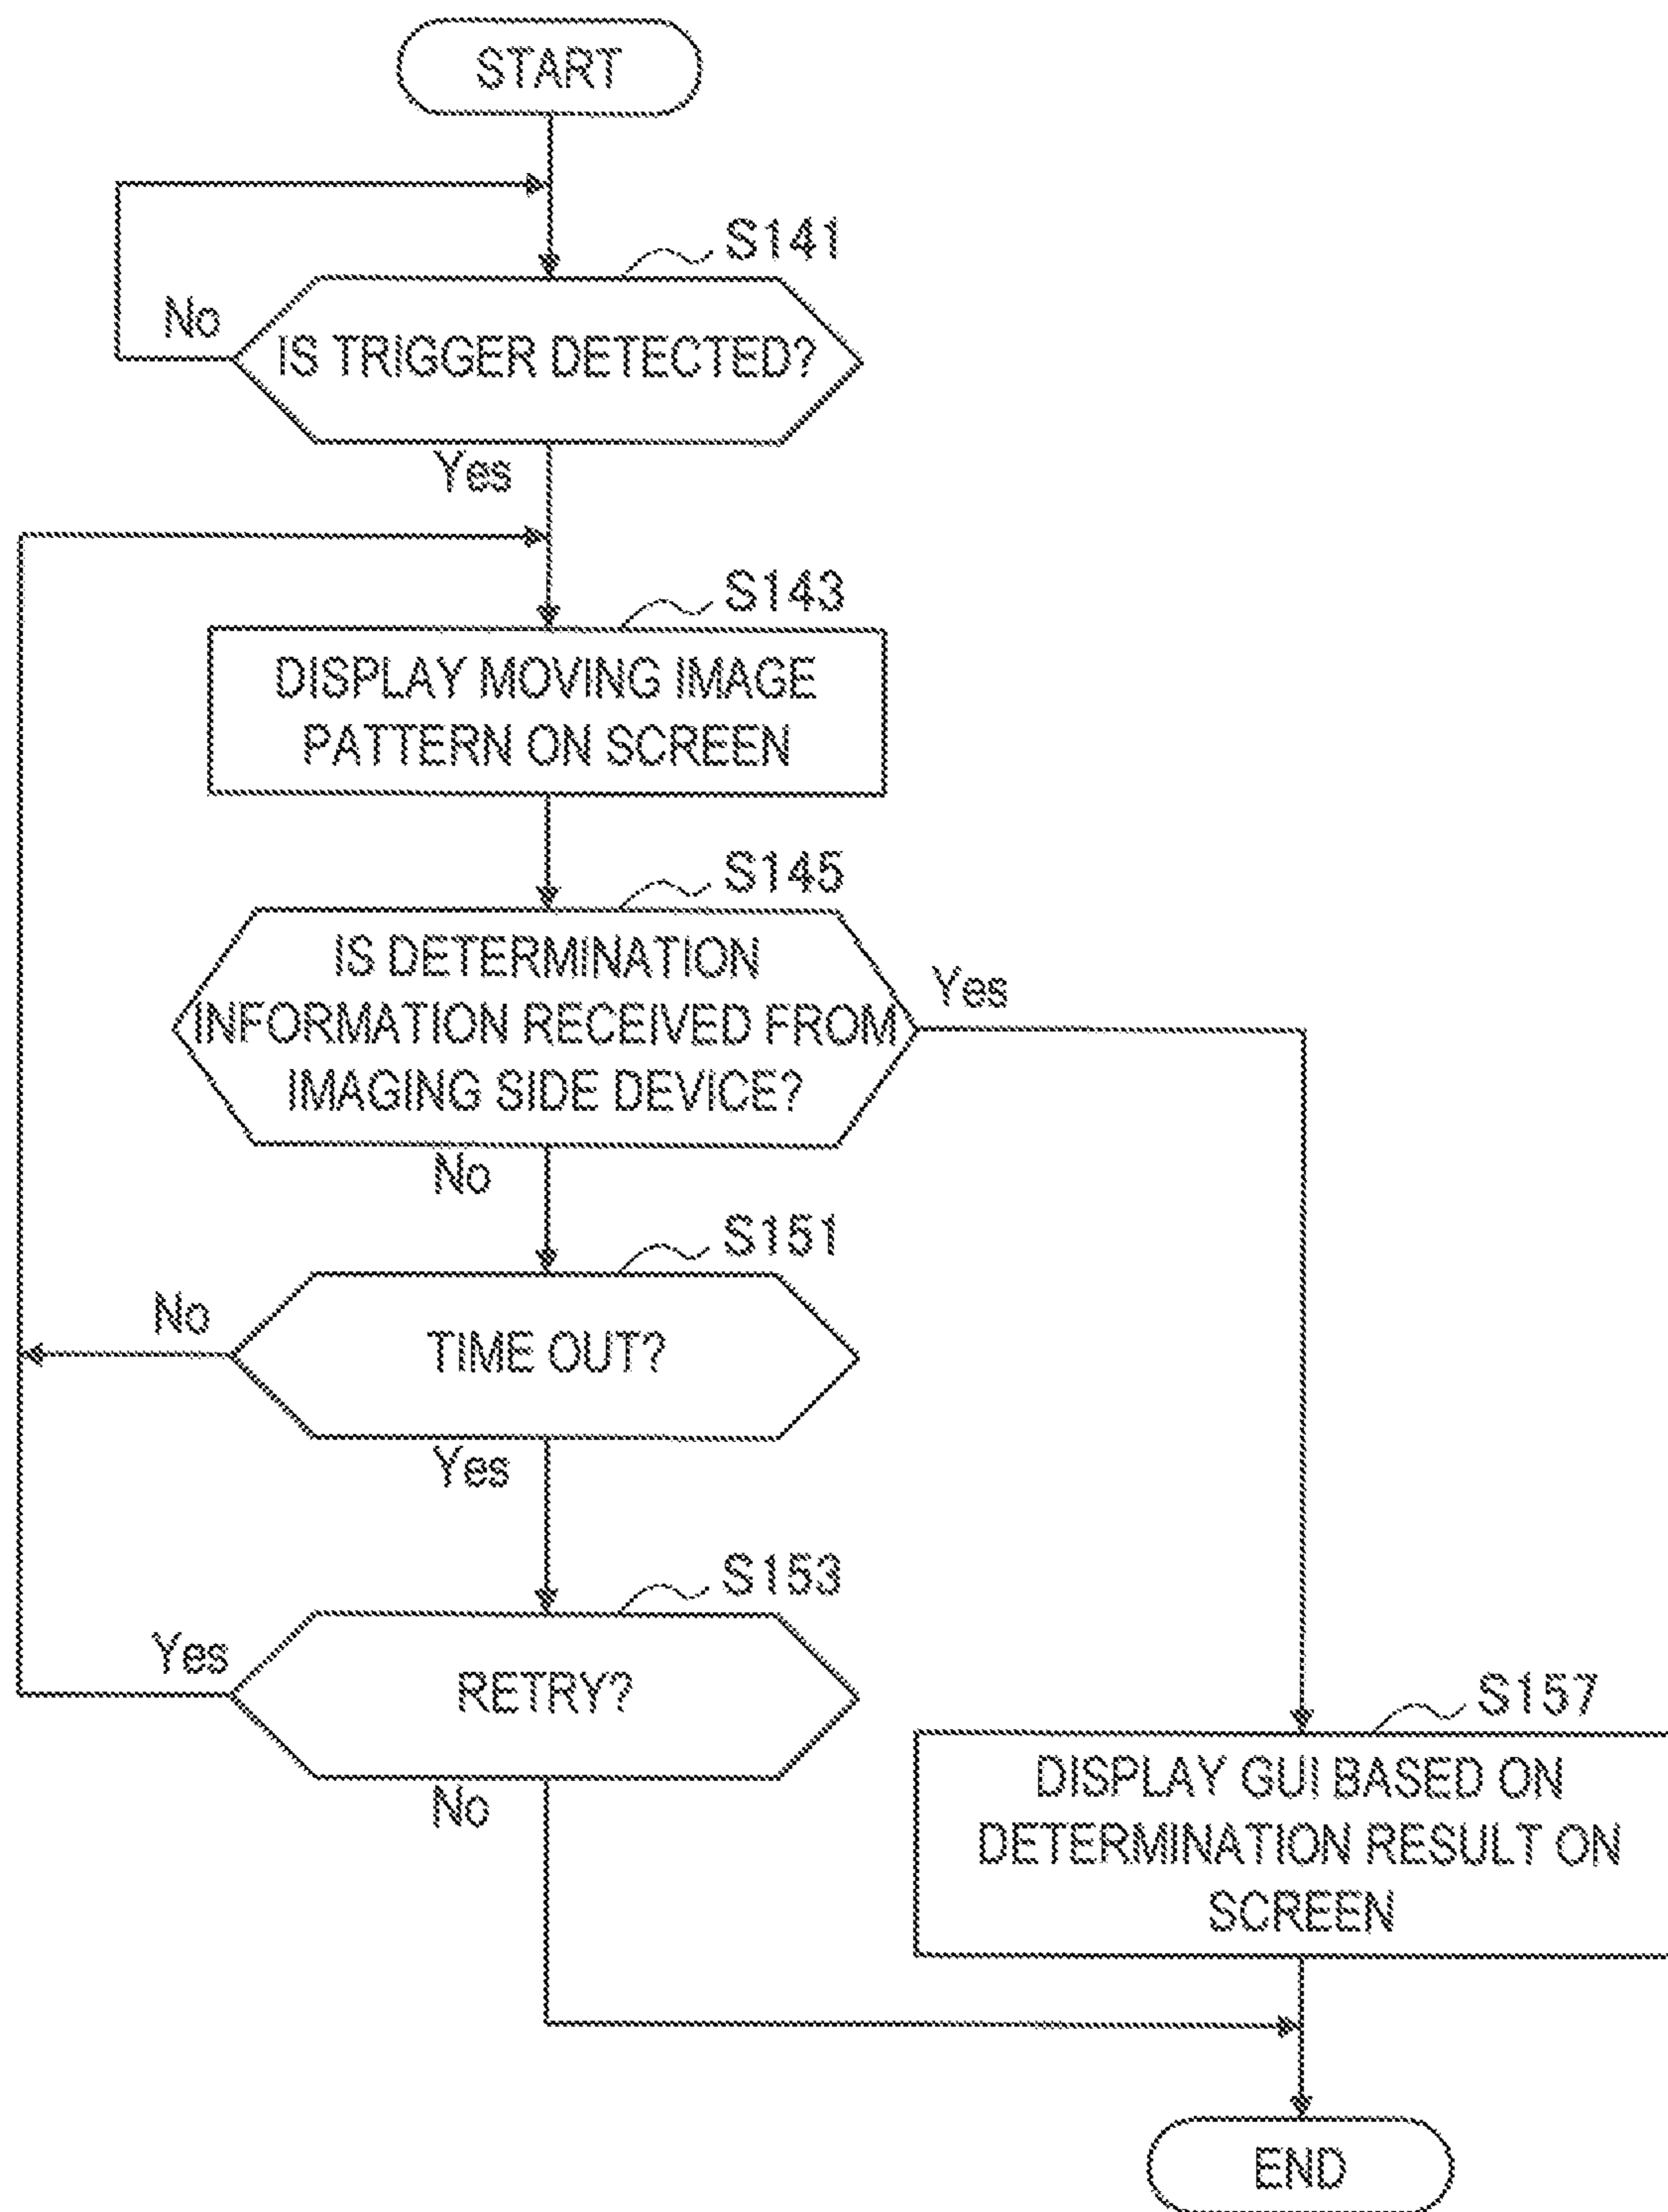 START
S141
No
IS TRIGGER DETECTED?
Yes
S143
DISPLAY MOVING IMAGE
PATTERN ON SCREEN
S145
IS DETERMINATION
INFORMATION RECEIVED FROM
IMAGING SIDE DEVICE?
Yes
No
S151
No
TIME OUT?
Yes
S153
Yes
RETRY?
No
S157
DISPLAY GUI BASED ON
DETERMINATION RESULT ON
SCREEN
END